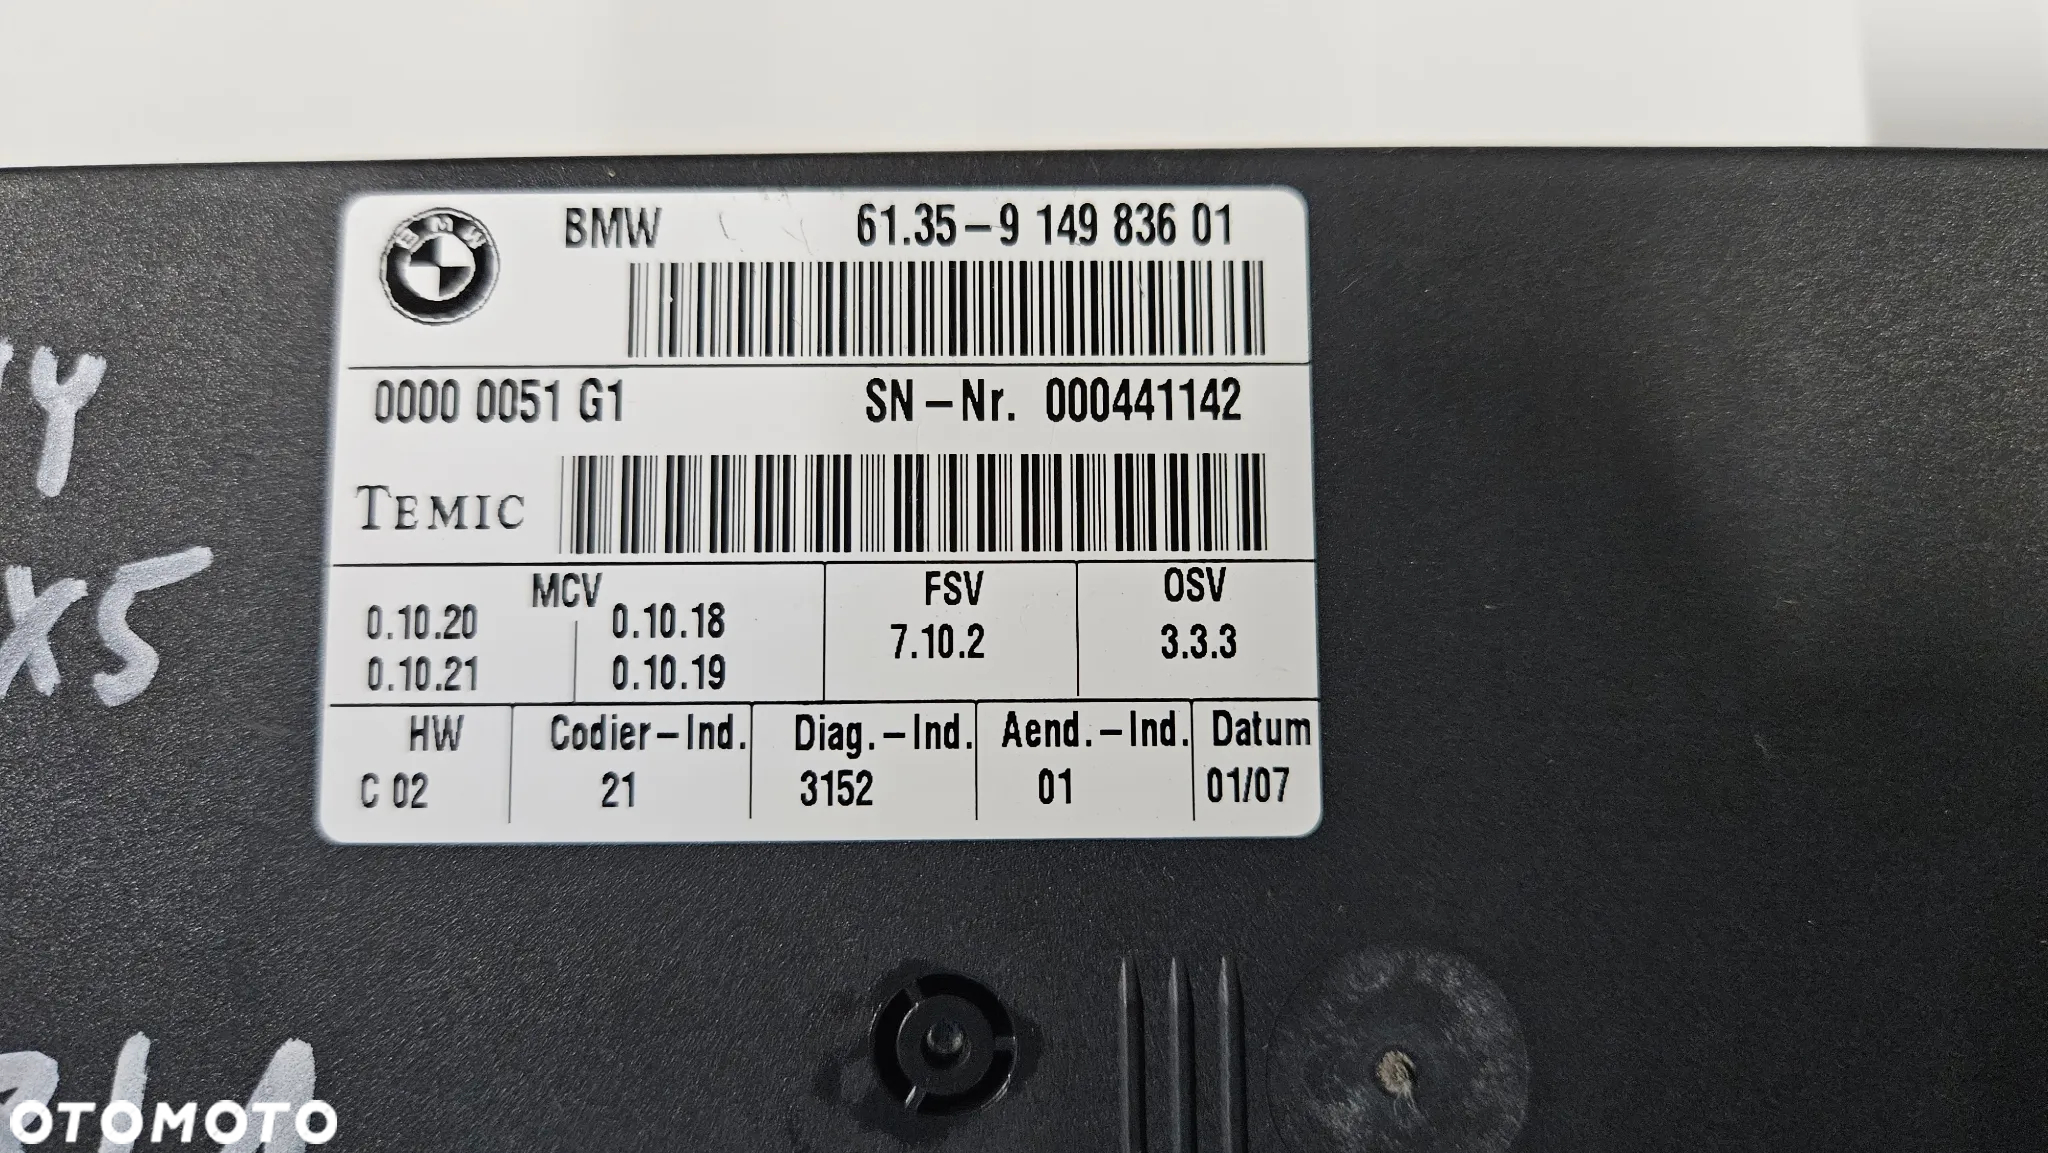 BMW
BMW 61.35-9 149 836 01
0000 0051 G1 SN-Nr. 000441142
TEMIC
MCV FSV OSV
0.10.20 0.10.18 7.10.2 3.3.3
0.10.21 0.10.19
HW Codier-Ind. Diag.-Ind. Aend.-Ind. Datum
C 02 21 3152 01 01/07
X5
OTOMOTO